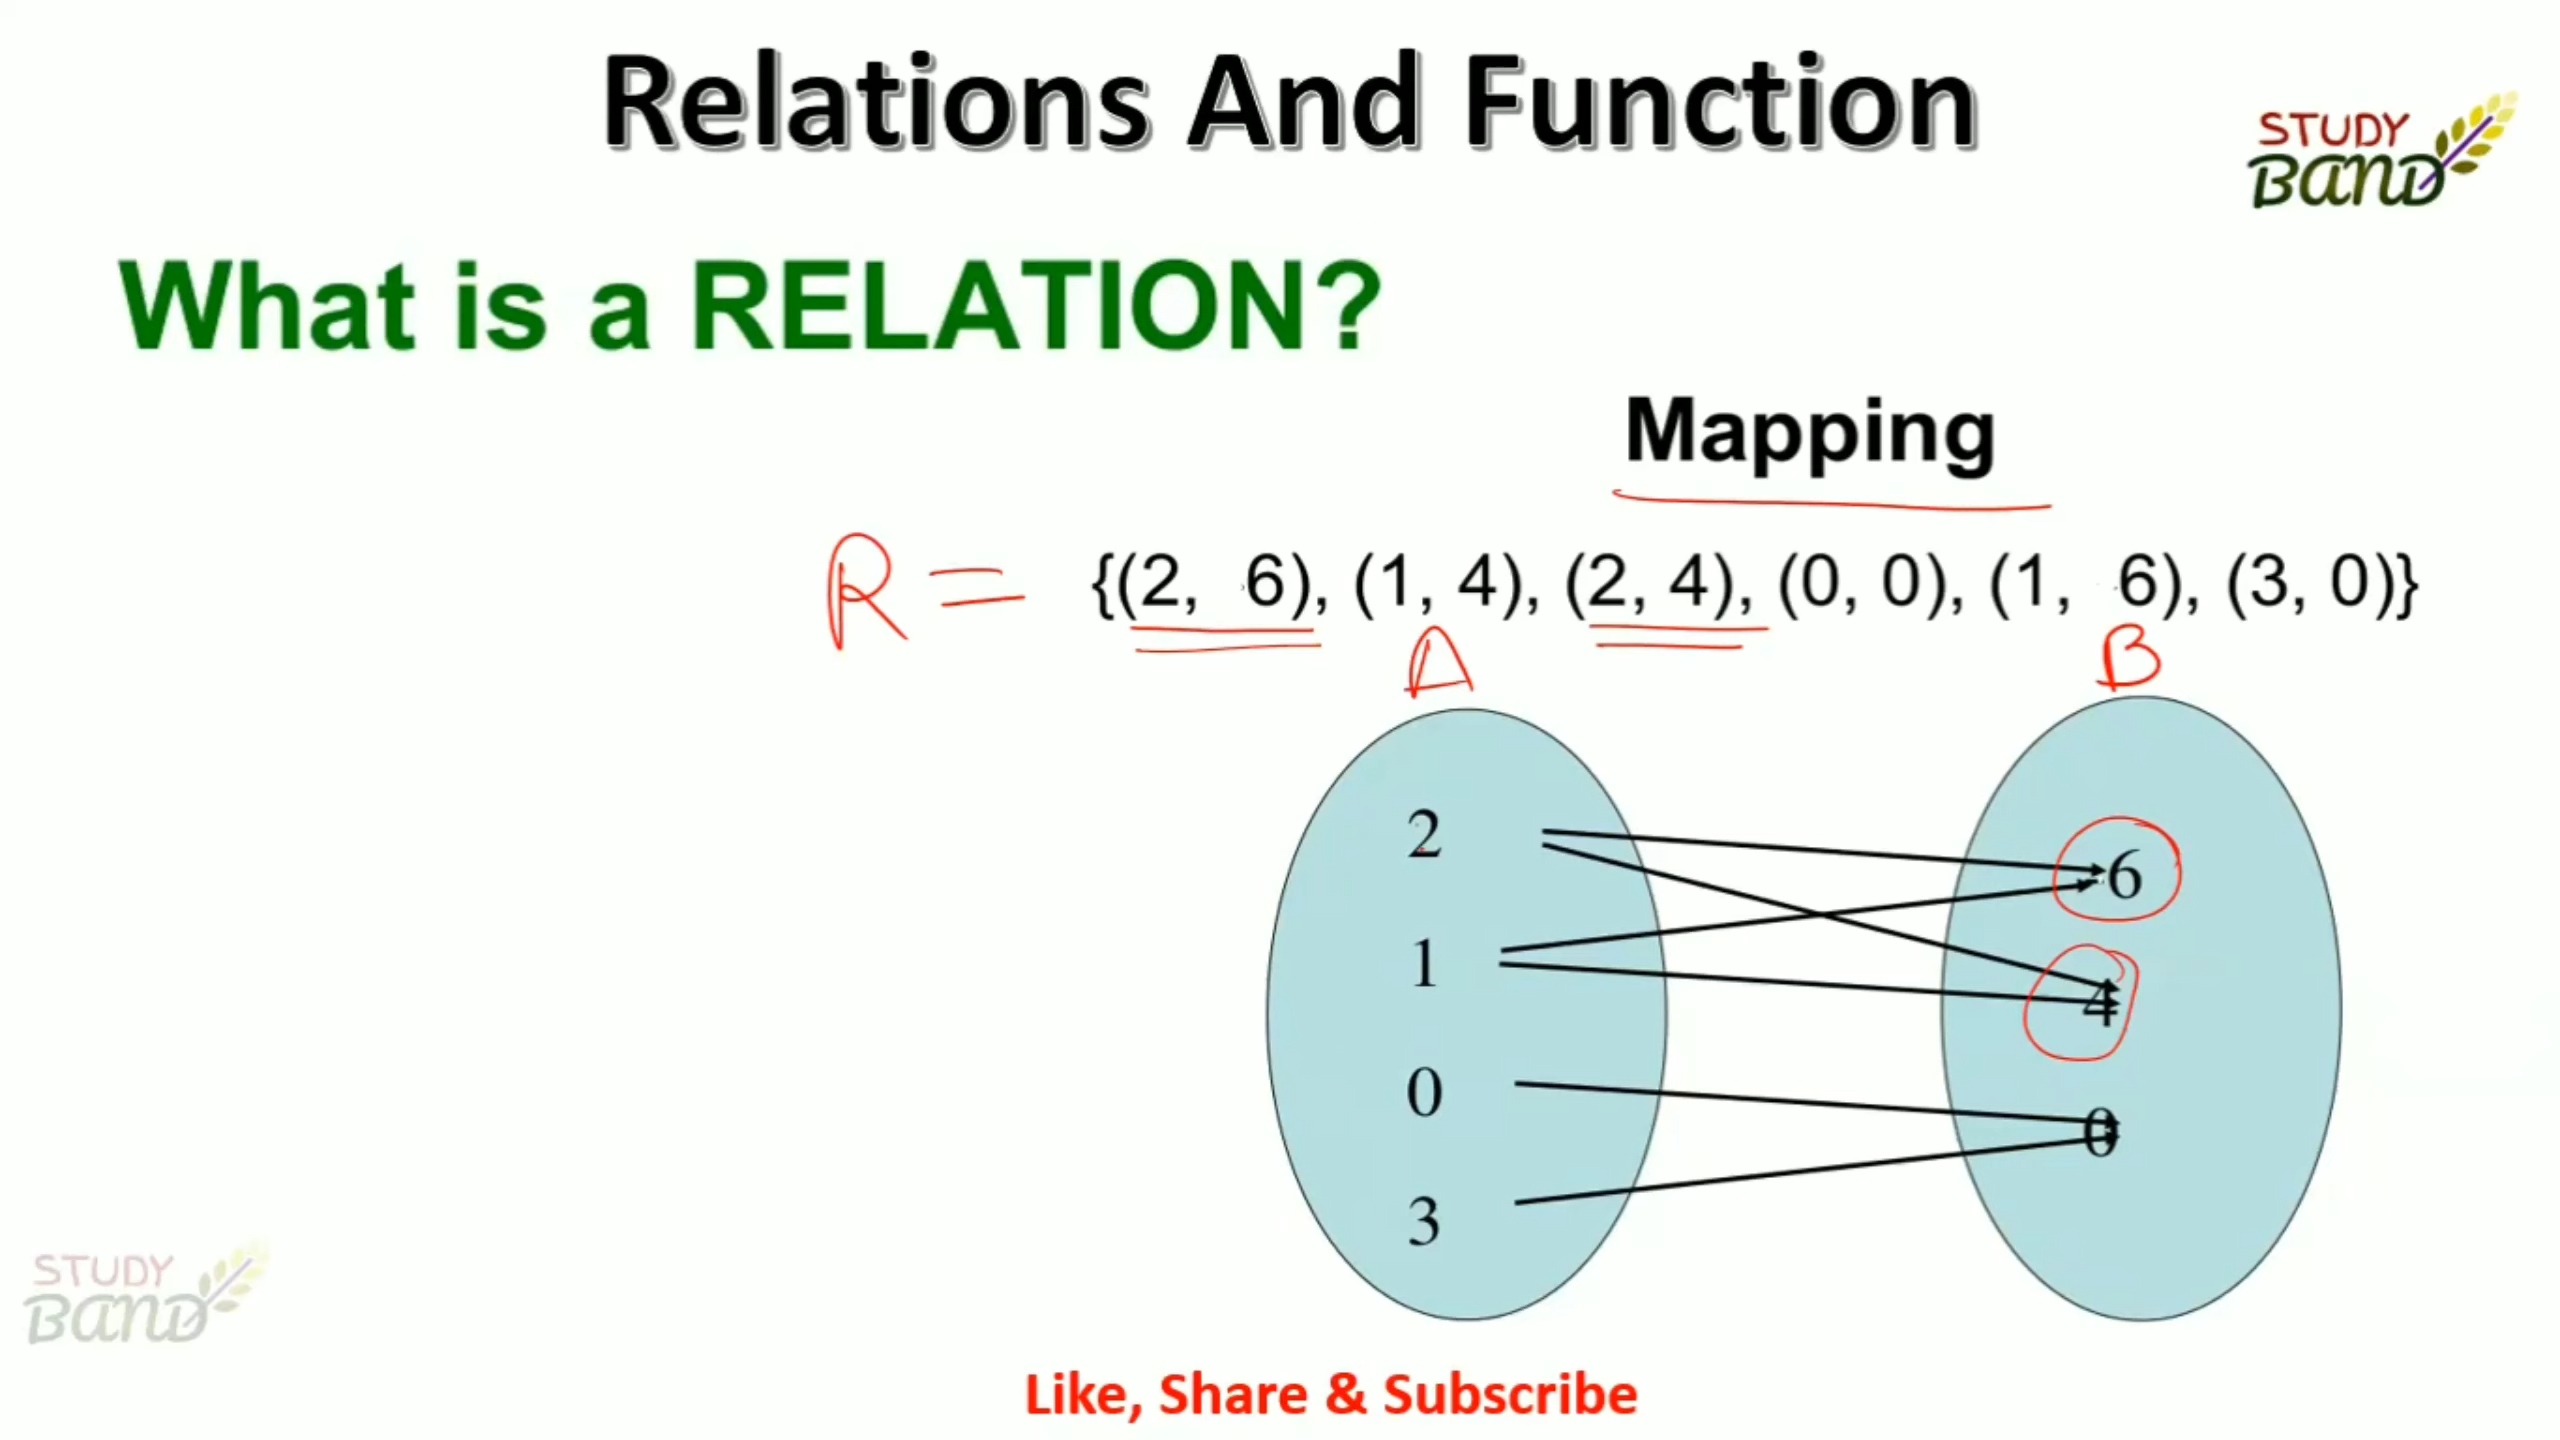 Relations And Function
STUDY
BAND
What is a RELATION?
Mapping
R = {(2, 6), (1, 4), (2, 4), (0, 0), (1, 6), (3, 0)}
A B
2
6
1
4
0
0
3
STUDY
BAND
Like, Share & Subscribe